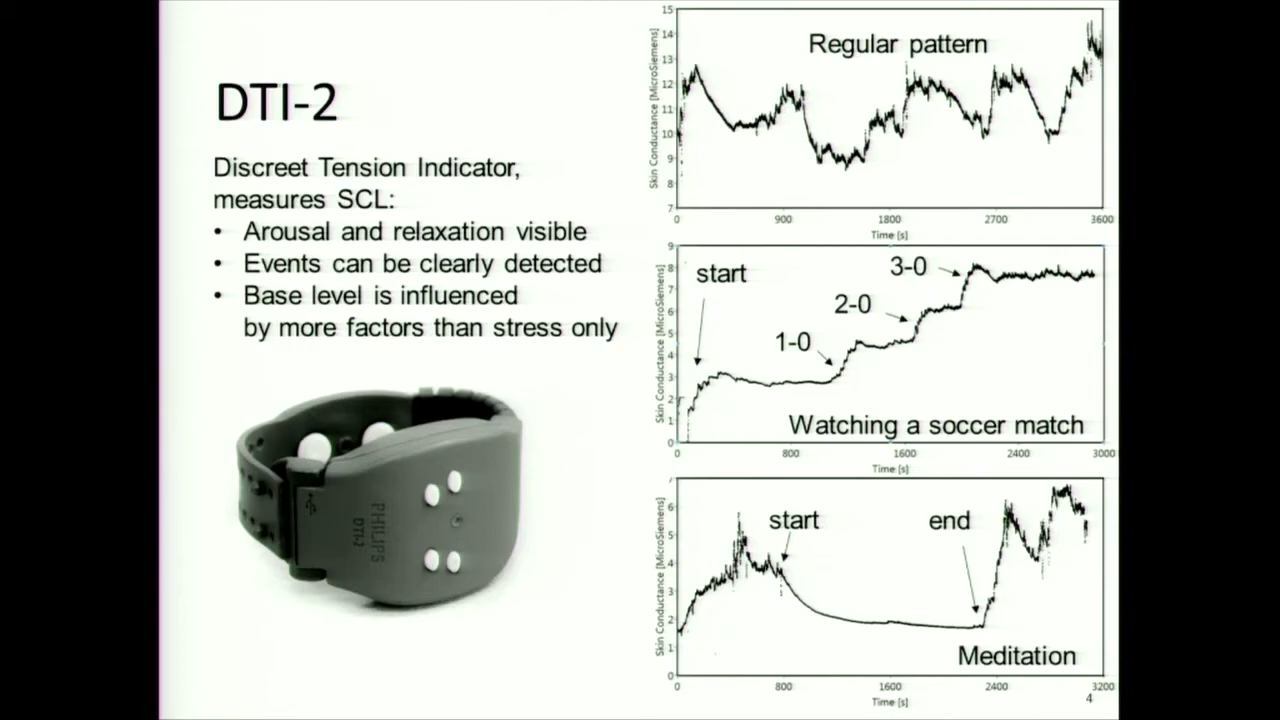 DTI-2
Discreet Tension Indicator,
measures SCL:
• Arousal and relaxation visible
• Events can be clearly detected
• Base level is influenced
by more factors than stress only
PHILIPS
DTI-2
Regular pattern
Skin Conductance [MicroSiemens]
15
14
13
12
11
10
9
8
7
0 900 1800 2700 3600
Time [s]
start
1-0
2-0
3-0
Watching a soccer match
Skin Conductance [MicroSiemens]
9
8
7
6
5
4
3
2
1
0
0 800 1600 2400 3000
Time [s]
start
end
Meditation
Skin Conductance [MicroSiemens]
7
6
5
4
3
2
1
0
0 800 1600 2400 3200
Time [s]
4